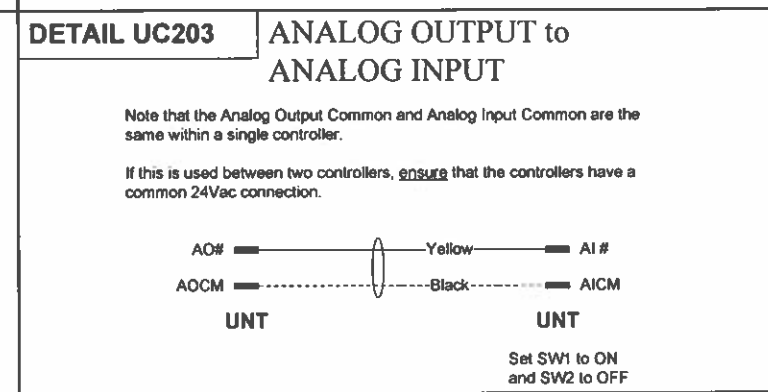 DETAIL UC203
ANALOG OUTPUT to
ANALOG INPUT
Note that the Analog Output Common and Analog Input Common are the
same within a single controller.
If this is used between two controllers, ensure that the controllers have a
common 24Vac connection.
AO# Yellow AI #
AOCM Black AICM
UNT UNT
Set SW1 to ON
and SW2 to OFF